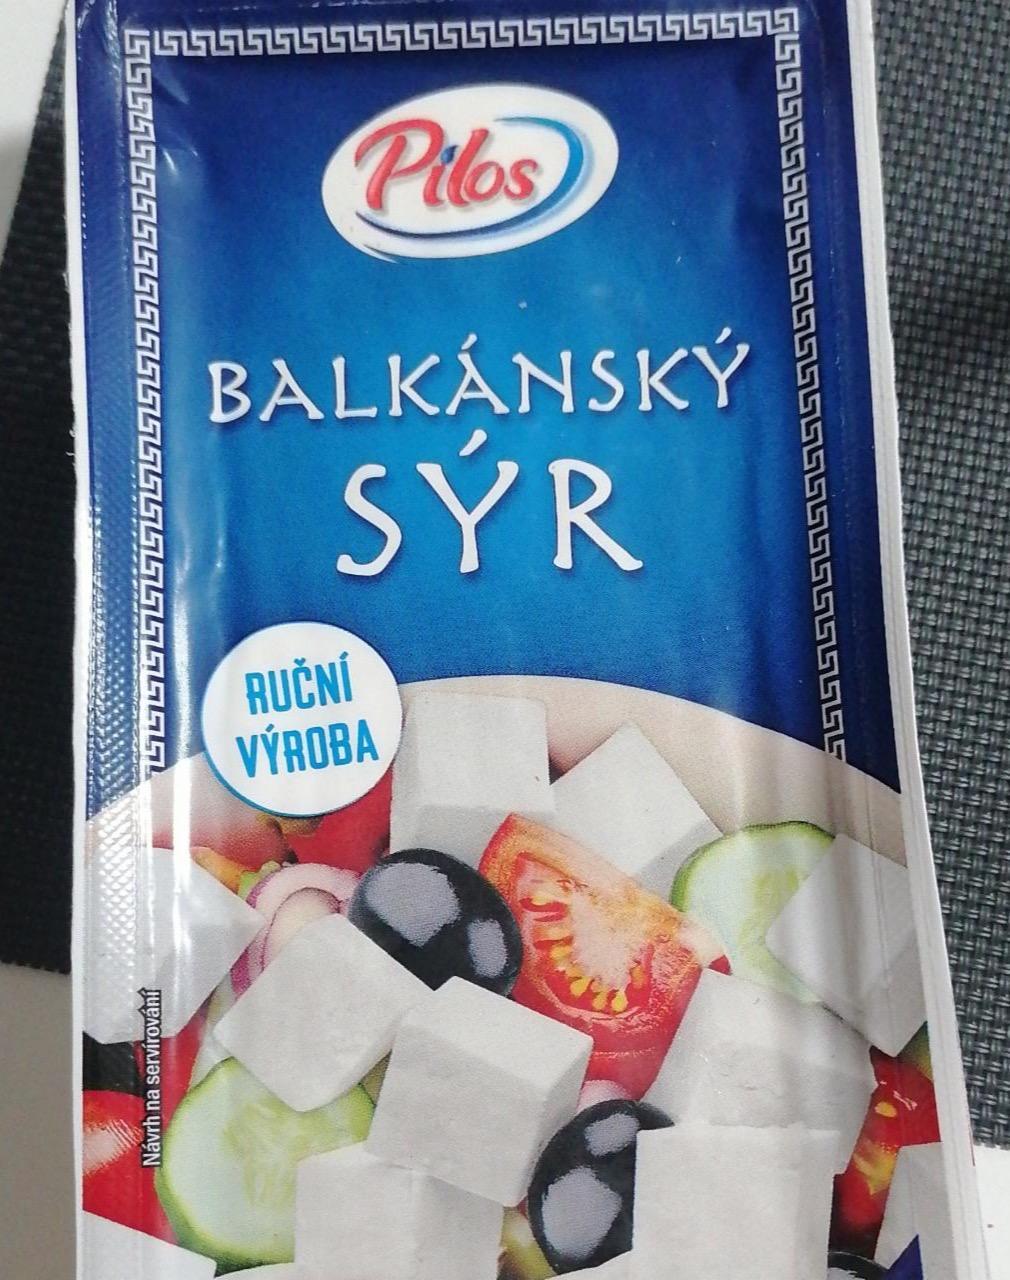 Pilos
BALKÁNSKÝ
SÝR
RUČNÍ
VÝROBA
Návrh na servírování